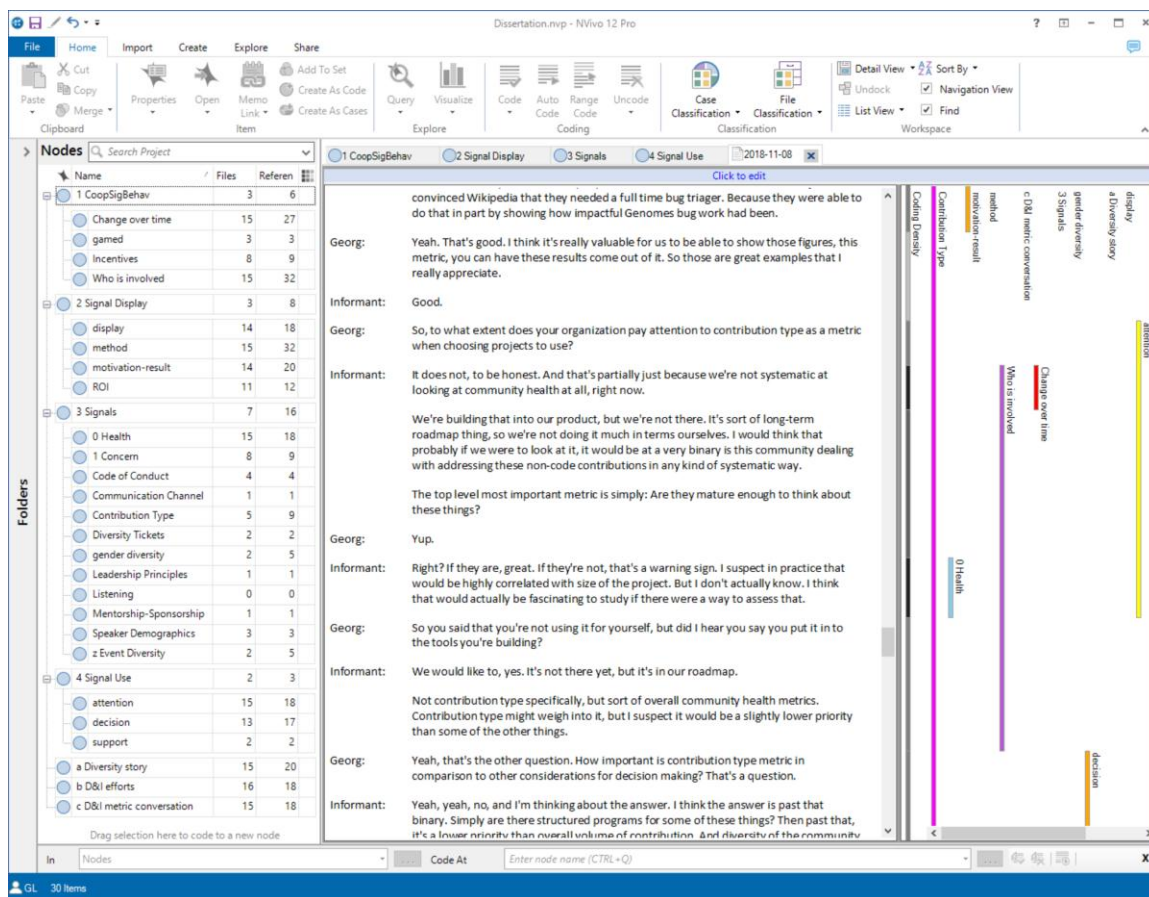 Dissertation.nvp - NVivo 12 Pro
?
File Home Import Create Explore Share
Paste
Cut
Copy
Merge
Clipboard
Properties
Open
Memo Link
Add To Set
Create As Code
Create As Cases
Item
Query
Visualize
Explore
Code
Auto Code
Range Code
Uncode
Coding
Case Classification
File Classification
Classification
Detail View
Undock
List View
Sort By
Navigation View
Find
Workspace
Folders
Nodes
Search Project
Name Files Referen
1 CoopSigBehav 3 6
Change over time 15 27
gamed 3 3
Incentives 8 9
Who is involved 15 32
2 Signal Display 3 8
display 14 18
method 15 32
motivation-result 14 20
ROI 11 12
3 Signals 7 16
0 Health 15 18
1 Concern 8 9
Code of Conduct 4 4
Communication Channel 1 1
Contribution Type 5 9
Diversity Tickets 2 2
gender diversity 2 5
Leadership Principles 1 1
Listening 0 0
Mentorship-Sponsorship 1 1
Speaker Demographics 3 3
z Event Diversity 2 5
4 Signal Use 2 3
attention 15 18
decision 13 17
support 2 2
a Diversity story 15 20
b D&I efforts 16 18
c D&I metric conversation 15 18
Drag selection here to code to a new node
1 CoopSigBehav 2 Signal Display 3 Signals 4 Signal Use 2018-11-08
Click to edit
convinced Wikipedia that they needed a full time bug triager. Because they were able to
do that in part by showing how impactful Genomes bug work had been.
Georg: Yeah. That's good. I think it's really valuable for us to be able to show those figures, this
metric, you can have these results come out of it. So those are great examples that I
really appreciate.
Informant: Good.
Georg: So, to what extent does your organization pay attention to contribution type as a metric
when choosing projects to use?
Informant: It does not, to be honest. And that's partially just because we're not systematic at
looking at community health at all, right now.
We're building that into our product, but we're not there. It's sort of long-term
roadmap thing, so we're not doing it much in terms ourselves. I would think that
probably if we were to look at it, it would be at a very binary is this community dealing
with addressing these non-code contributions in any kind of systematic way.
The top level most important metric is simply: Are they mature enough to think about
these things?
Georg: Yup.
Informant: Right? If they are, great. If they're not, that's a warning sign. I suspect in practice that
would be highly correlated with size of the project. But I don't actually know. I think
that would actually be fascinating to study if there were a way to assess that.
Georg: So you said that you're not using it for yourself, but did I hear you say you put it in to
the tools you're building?
Informant: We would like to, yes. It's not there yet, but it's in our roadmap.
Not contribution type specifically, but sort of overall community health metrics.
Contribution type might weigh into it, but I suspect it would be a slightly lower priority
than some of the other things.
Georg: Yeah, that's the other question. How important is contribution type metric in
comparison to other considerations for decision making? That's a question.
Informant: Yeah, yeah, no, and I'm thinking about the answer. I think the answer is past that
binary. Simply are there structured programs for some of these things? Then past that,
it's a lower priority than overall volume of contribution. And diversity of the community
Coding Density
Contribution Type
0 Health
motivation-result
method
Who is involved
c D&I metric conversation
Change over time
3 Signals
gender diversity
decision
a Diversity story
display
attention
In Nodes ... Code At Enter node name (CTRL+Q) ... X
GL 30 Items